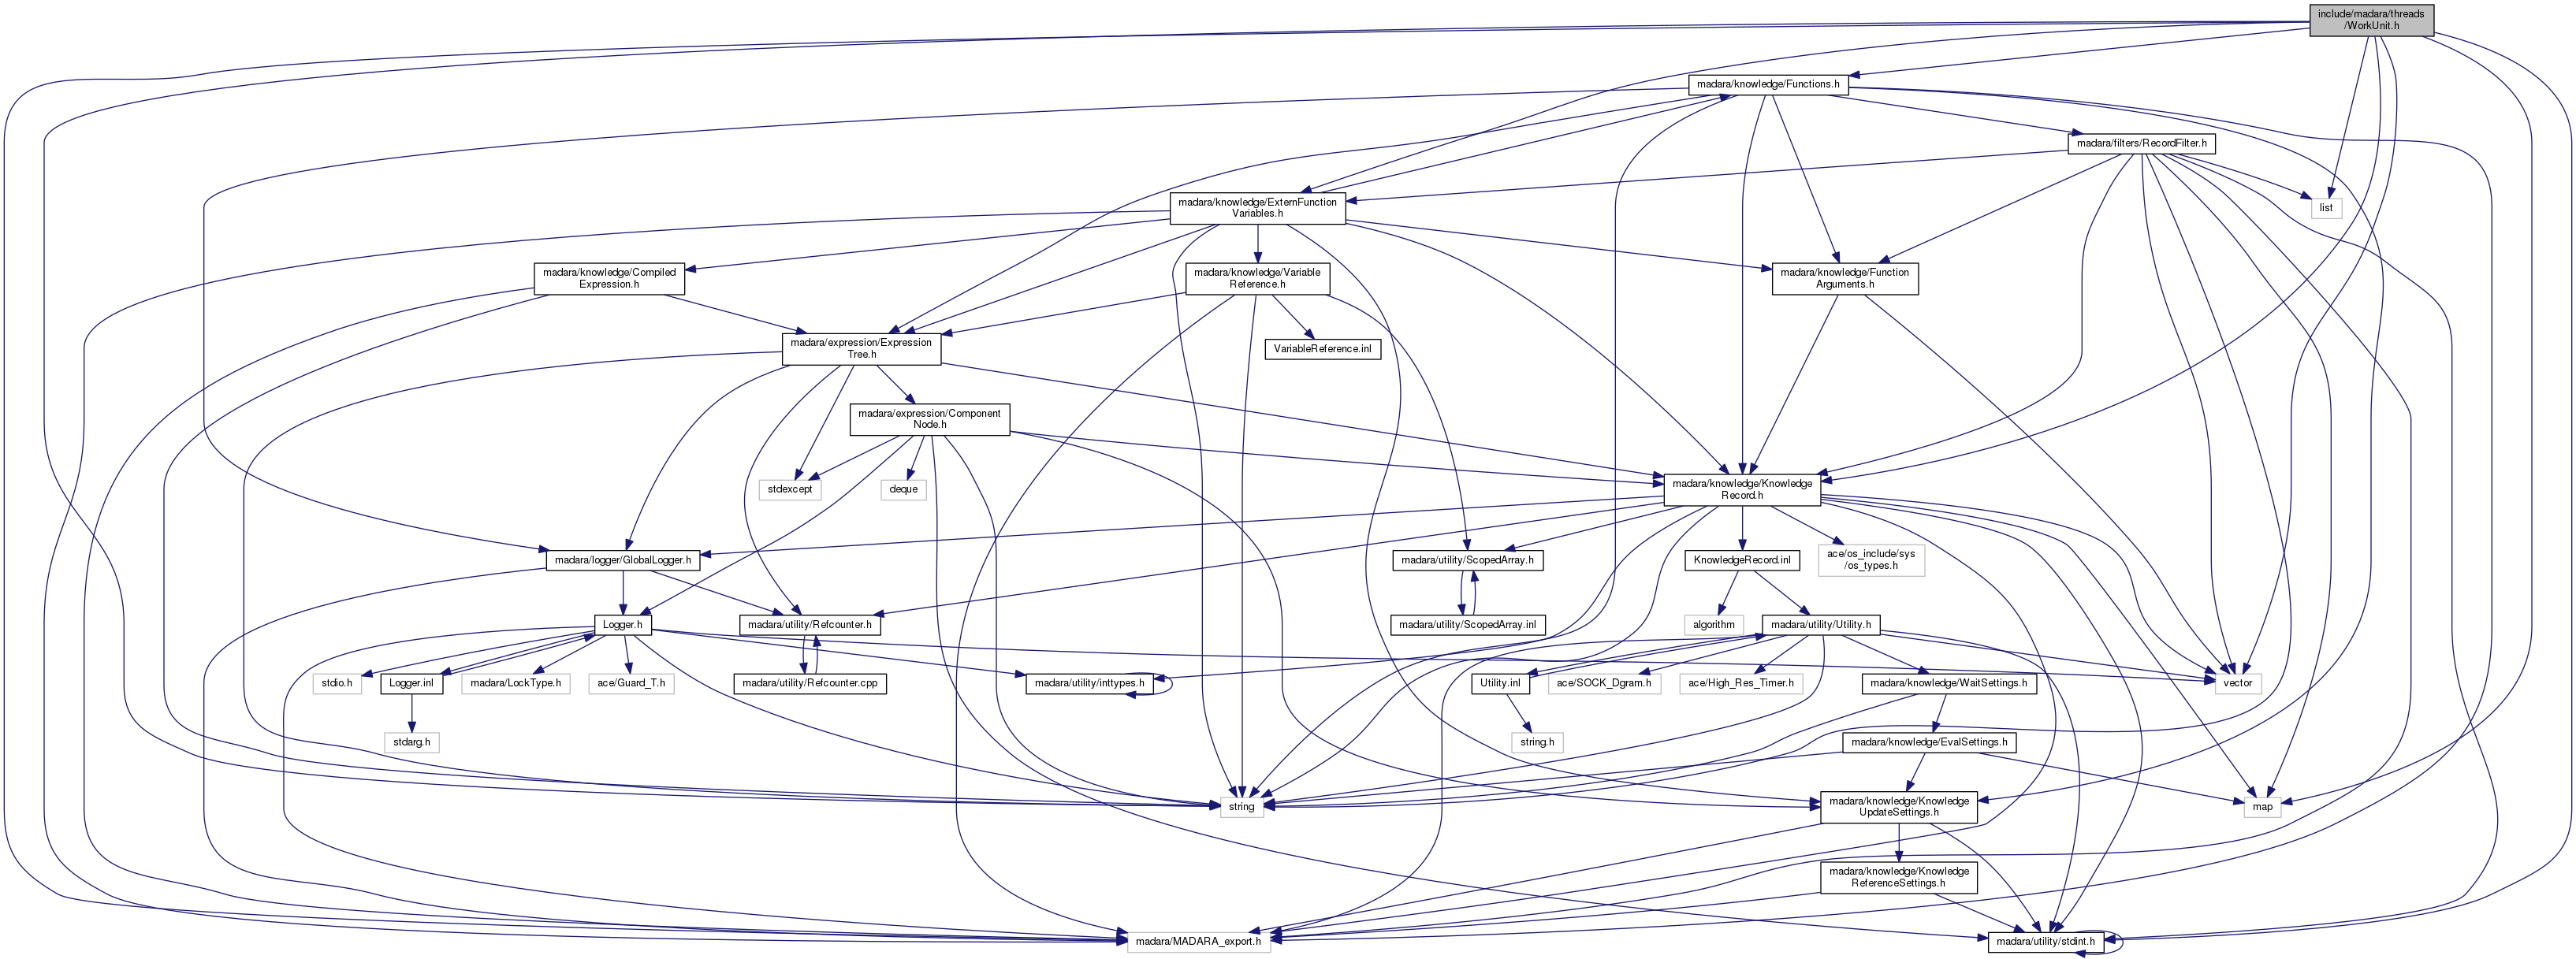 include/madara/threads
/WorkUnit.h
madara/knowledge/Functions.h
madara/filters/RecordFilter.h
madara/knowledge/ExternFunction
Variables.h
list
madara/knowledge/Compiled
Expression.h
madara/knowledge/Variable
Reference.h
madara/knowledge/Function
Arguments.h
madara/expression/Expression
Tree.h
VariableReference.inl
madara/expression/Component
Node.h
stdexcept
deque
madara/knowledge/Knowledge
Record.h
madara/logger/GlobalLogger.h
madara/utility/ScopedArray.h
KnowledgeRecord.inl
ace/os_include/sys
/os_types.h
Logger.h
madara/utility/Refcounter.h
madara/utility/ScopedArray.inl
algorithm
madara/utility/Utility.h
stdio.h
Logger.inl
madara/LockType.h
ace/Guard_T.h
madara/utility/Refcounter.cpp
madara/utility/inttypes.h
Utility.inl
ace/SOCK_Dgram.h
ace/High_Res_Timer.h
madara/knowledge/WaitSettings.h
vector
stdarg.h
string.h
madara/knowledge/EvalSettings.h
string
madara/knowledge/Knowledge
UpdateSettings.h
map
madara/knowledge/Knowledge
ReferenceSettings.h
madara/MADARA_export.h
madara/utility/stdint.h